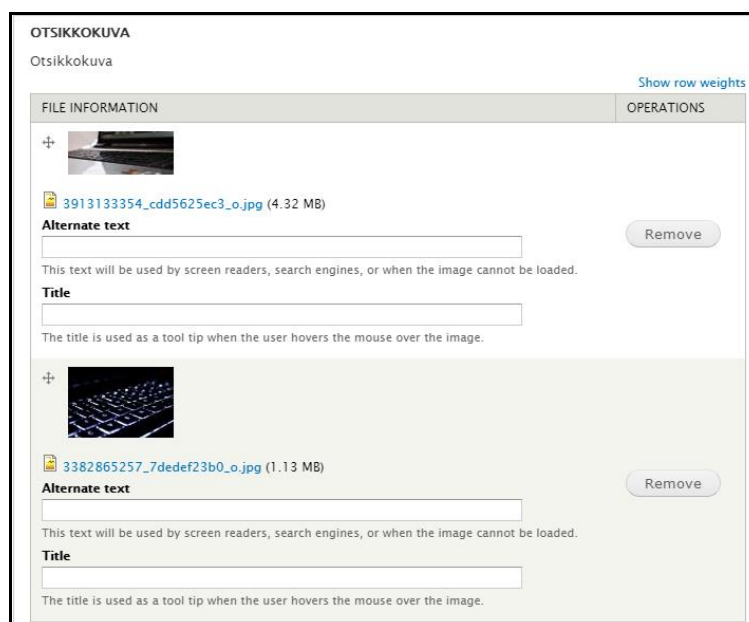 OTSIKKOKUVA
Otsikkokuva
Show row weights
FILE INFORMATION OPERATIONS
3913133354_cdd5625ec3_o.jpg (4.32 MB)
Alternate text
Remove
This text will be used by screen readers, search engines, or when the image cannot be loaded.
Title
The title is used as a tool tip when the user hovers the mouse over the image.
3382865257_7dedef23b0_o.jpg (1.13 MB)
Remove
Alternate text
This text will be used by screen readers, search engines, or when the image cannot be loaded.
Title
The title is used as a tool tip when the user hovers the mouse over the image.